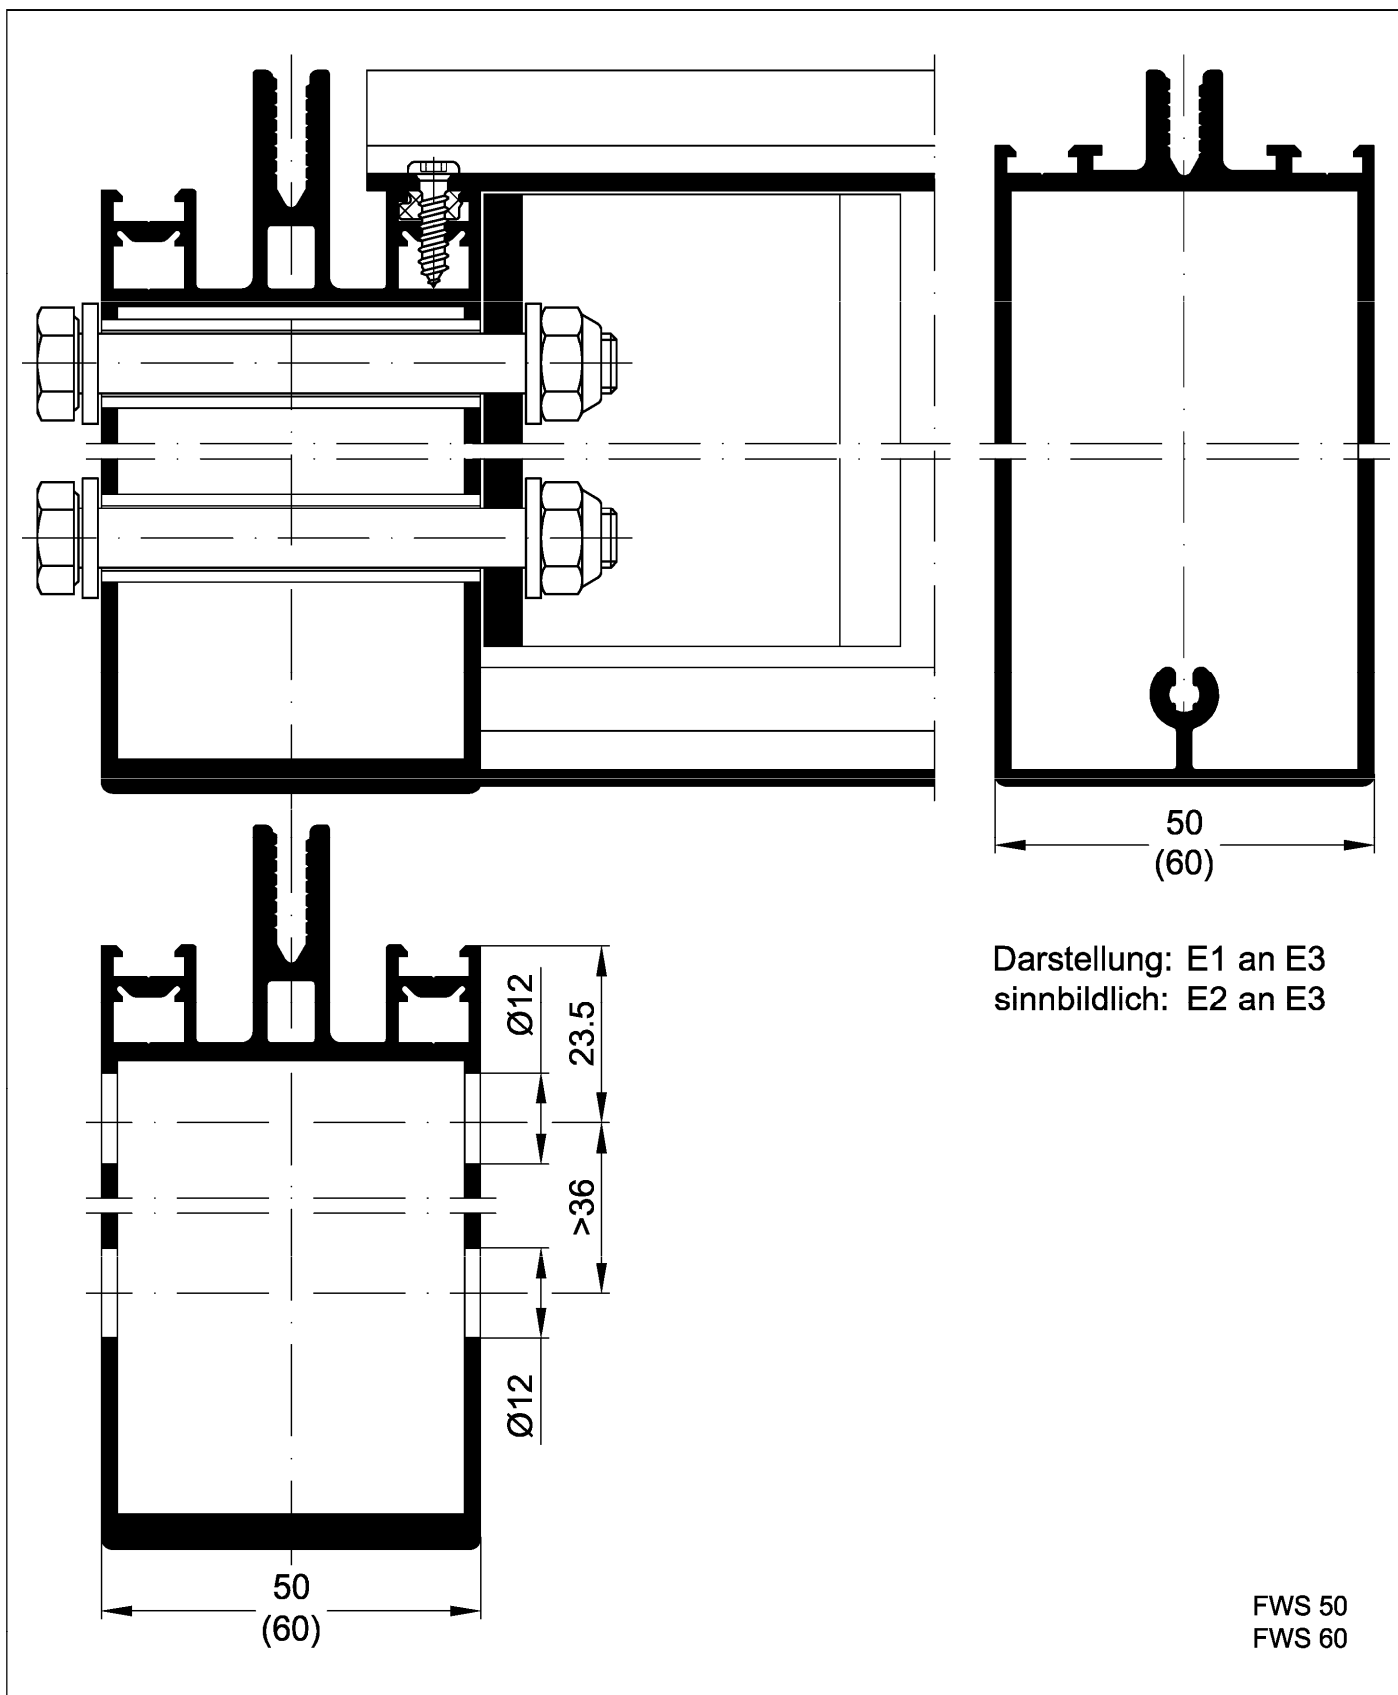 50
(60)
Darstellung: E1 an E3
sinnbildlich: E2 an E3
Ø12
23.5
>36
Ø12
50
(60)
FWS 50
FWS 60